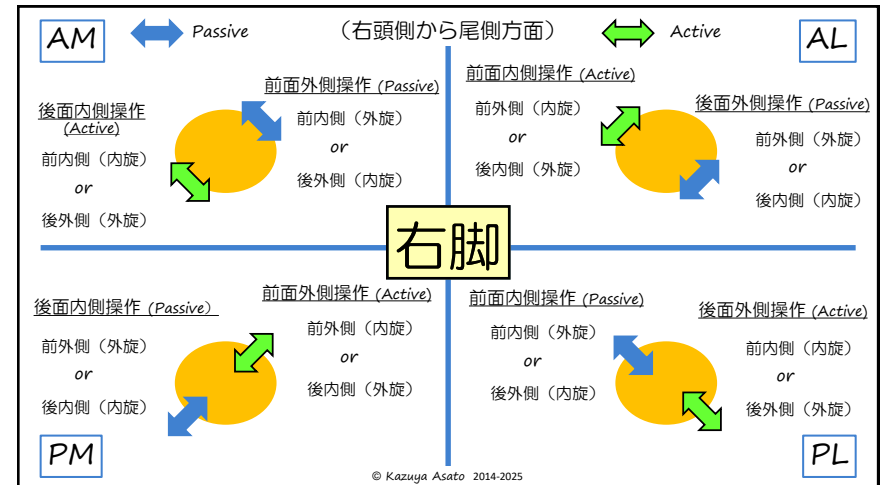 AM
Passive
（右頭側から尾側方面）
Active
AL
前面外側操作 (Passive)
前内側（外旋）
or
後外側（内旋）
後面内側操作
(Active)
前内側（内旋）
or
後外側（外旋）
前面内側操作 (Active)
前外側（内旋）
or
後内側（外旋）
後面外側操作 (Passive)
前外側（外旋）
or
後内側（内旋）
右脚
後面内側操作 (Passive)
前外側（外旋）
or
後内側（内旋）
前面外側操作 (Active)
前外側（内旋）
or
後内側（外旋）
前面内側操作 (Passive)
前内側（外旋）
or
後外側（内旋）
後面外側操作 (Active)
前内側（内旋）
or
後外側（外旋）
PM
PL
© Kazuya Asato 2014-2025